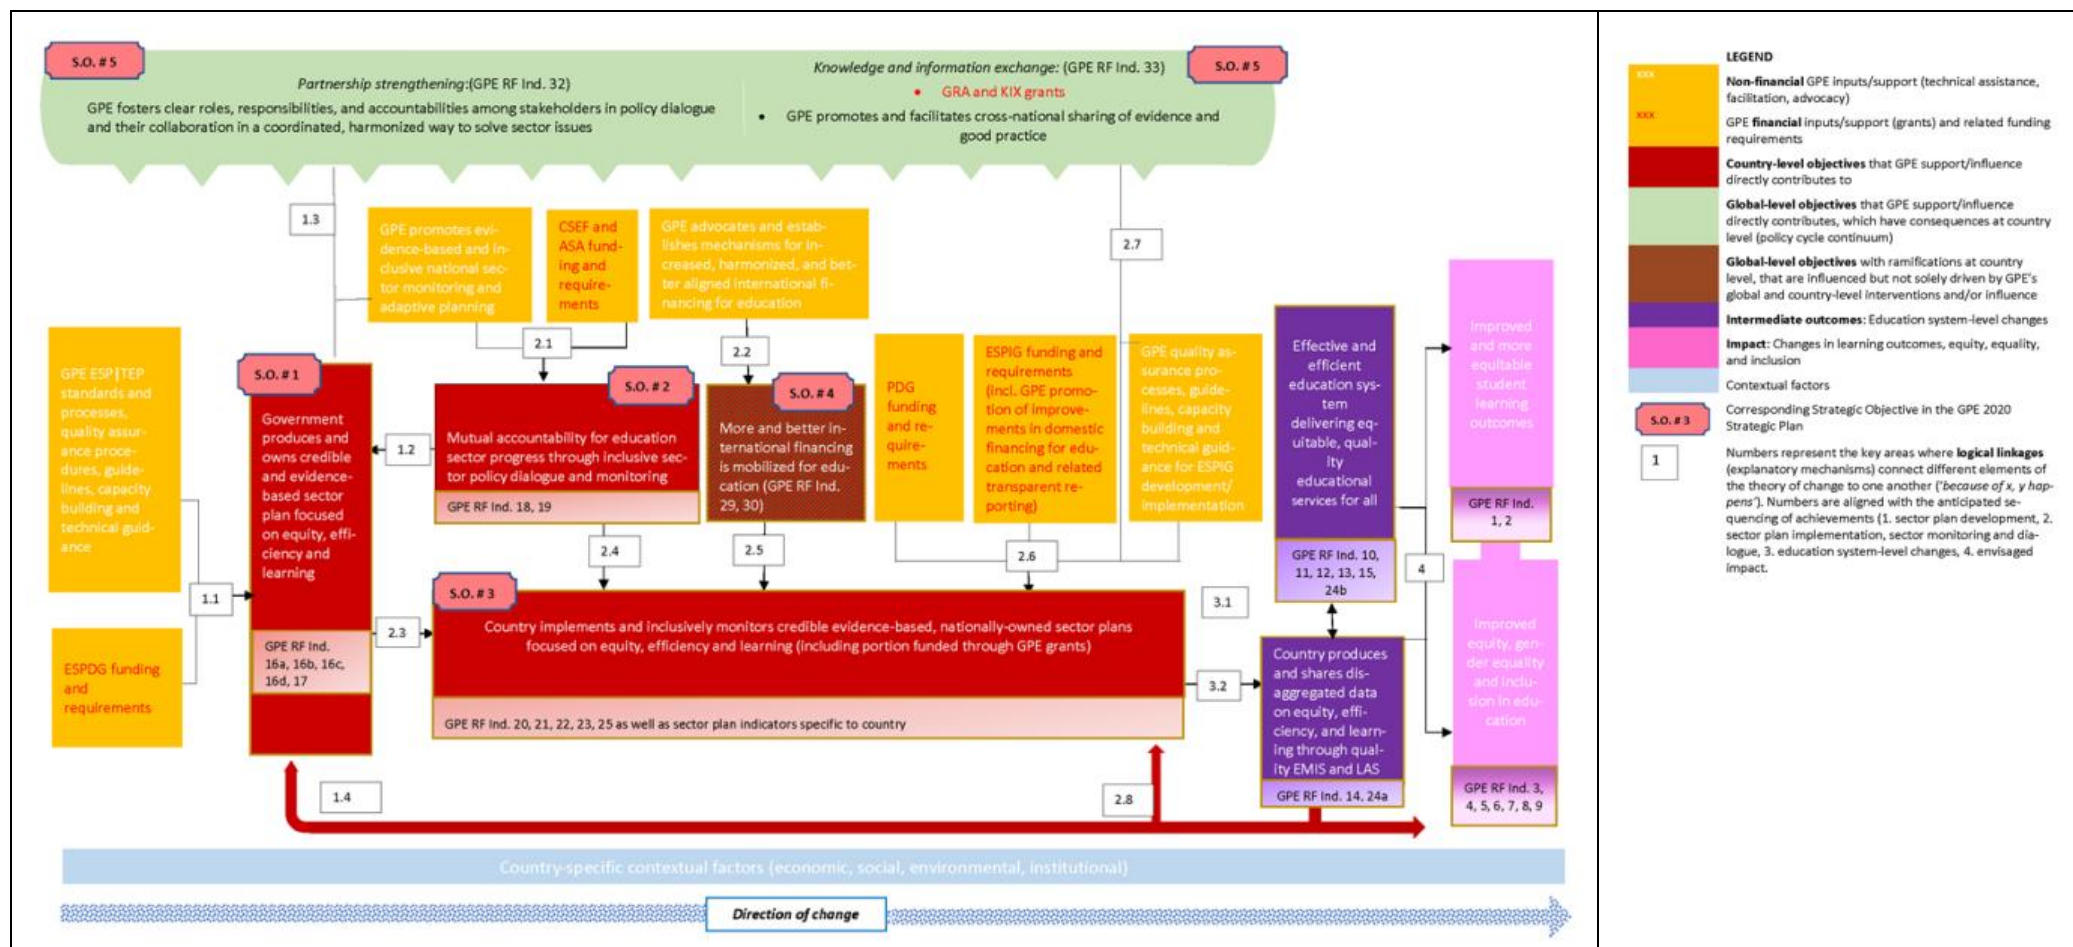 S.O. # 5
Partnership strengthening:(GPE RF Ind. 32)
GPE fosters clear roles, responsibilities, and accountabilities among stakeholders in policy dialogue
and their collaboration in a coordinated, harmonized way to solve sector issues
Knowledge and information exchange: (GPE RF Ind. 33)
S.O. # 5
• GRA and KIX grants
• GPE promotes and facilitates cross-national sharing of evidence and
good practice
1.3
GPE promotes evi-
dence-based and in-
clusive national sec-
tor monitoring and
adaptive planning
CSEF and
ASA fund-
ing and
require-
ments
GPE advocates and estab-
lishes mechanisms for in-
creased, harmonized, and bet-
ter aligned international fi-
nancing for education
2.7
2.1
2.2
GPE ESP|TEP
standards and
processes,
quality assur-
ance proce-
dures, guide-
lines, capacity
building and
technical guid-
ance
1.1
ESPDG funding
and
requirements
S.O. # 1
Government
produces and
owns credible
and evidence-
based sector
plan focused
on equity, effi-
ciency and
learning
GPE RF Ind.
16a, 16b, 16c,
16d, 17
1.2
S.O. # 2
Mutual accountability for education
sector progress through inclusive sec-
tor policy dialogue and monitoring
GPE RF Ind. 18, 19
S.O. # 4
More and better in-
ternational financing
is mobilized for edu-
cation (GPE RF Ind.
29, 30)
PDG
funding
and re-
quire-
ments
ESPIG funding and
requirements
(incl. GPE promo-
tion of improve-
ments in domestic
financing for edu-
cation and related
transparent re-
porting)
GPE quality as-
surance pro-
cesses, guide-
lines, capacity
building and
technical guid-
ance for ESPIG
development/
implementation
2.4
2.5
2.6
2.3
S.O. # 3
Country implements and inclusively monitors credible evidence-based, nationally-owned sector plans
focused on equity, efficiency and learning (including portion funded through GPE grants)
GPE RF Ind. 20, 21, 22, 23, 25 as well as sector plan indicators specific to country
3.1
3.2
Effective and
efficient
education sys-
tem
delivering eq-
uitable, qual-
ity
educational
services for all
GPE RF Ind. 10,
11, 12, 13, 15,
24b
Country produces
and shares dis-
aggregated data
on equity, effi-
ciency, and learn-
ing through qual-
ity EMIS and LAS
GPE RF Ind. 14, 24a
4
Improved
and more
equitable
student
learning
outcomes
GPE RF Ind.
1, 2
Improved
equity, gen-
der equality
and inclu-
sion in edu-
cation
GPE RF Ind. 3,
4, 5, 6, 7, 8, 9
1.4
2.8
Country-specific contextual factors (economic, social, environmental, institutional)
Direction of change
LEGEND
xxx
Non-financial GPE inputs/support (technical assistance,
facilitation, advocacy)
xxx
GPE financial inputs/support (grants) and related funding
requirements
Country-level objectives that GPE support/influence
directly contributes to
Global-level objectives that GPE support/influence
directly contributes, which have consequences at country
level (policy cycle continuum)
Global-level objectives with ramifications at country
level, that are influenced but not solely driven by GPE's
global and country-level interventions and/or influence
Intermediate outcomes: Education system-level changes
Impact: Changes in learning outcomes, equity, equality,
and inclusion
Contextual factors
S.O. # 3
Corresponding Strategic Objective in the GPE 2020
Strategic Plan
1
Numbers represent the key areas where logical linkages
(explanatory mechanisms) connect different elements of
the theory of change to one another ('because of x, y hap-
pens'). Numbers are aligned with the anticipated se-
quencing of achievements (1. sector plan development, 2.
sector plan implementation, sector monitoring and dia-
logue, 3. education system-level changes, 4. envisaged
impact.